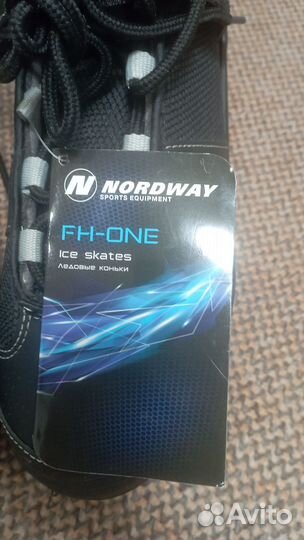 NORDWAY
SPORTS EQUIPMENT
FH-ONE
Ice skates
Ледовые коньки
Avito